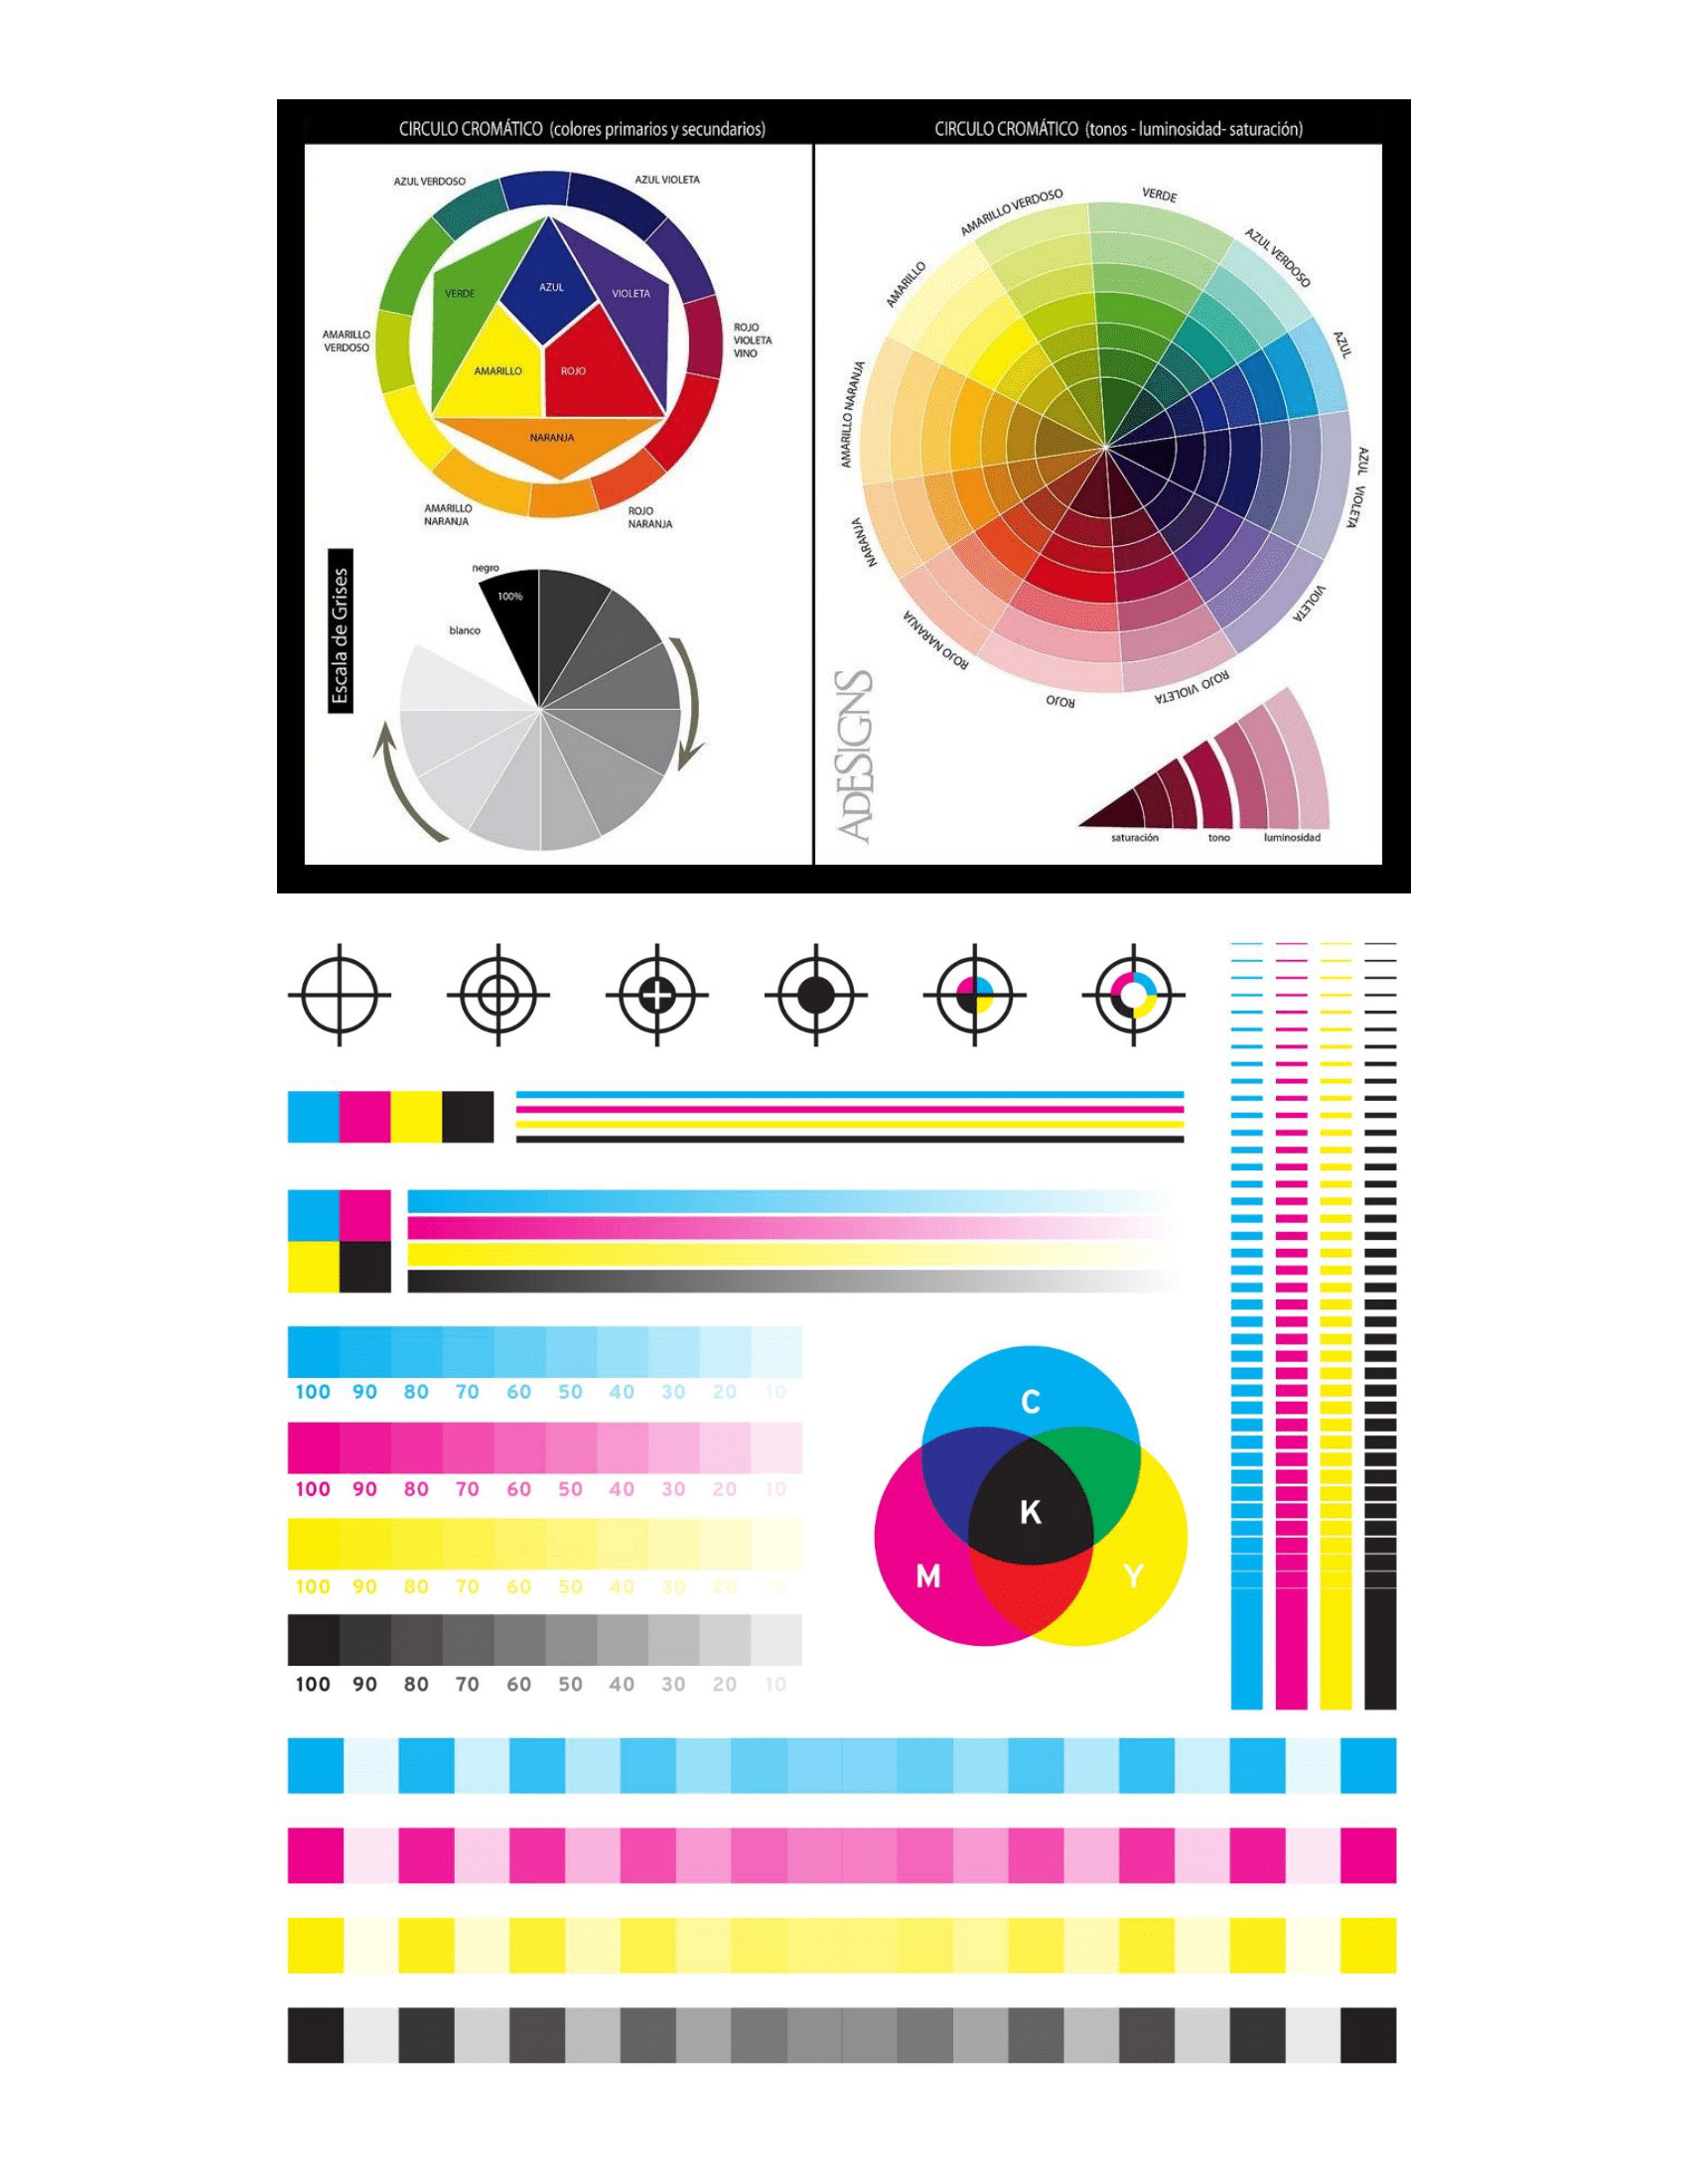 CIRCULO CROMÁTICO (colores primarios y secundarios)
AZUL VERDOSO
AZUL VIOLETA
VERDE
AZUL
VIOLETA
AMARILLO
VERDOSO
ROJO
VIOLETA
VINO
AMARILLO
ROJO
NARANJA
AMARILLO
NARANJA
ROJO
NARANJA
Escala de Grises
negro
100%
blanco
CIRCULO CROMÁTICO (tonos - luminosidad- saturación)
AMARILLO VERDOSO
VERDE
AZUL VERDOSO
AMARILLO
AZUL
AMARILLO NARANJA
AZUL VIOLETA
NARANJA
VIOLETA
ROJO NARANJA
ROJO
ROJO VIOLETA
ADESIGNS
saturación
tono
luminosidad
100 90 80 70 60 50 40 30 20 10
100 90 80 70 60 50 40 30 20 10
100 90 80 70 60 50 40 30 20 10
100 90 80 70 60 50 40 30 20 10
C
K
M
Y